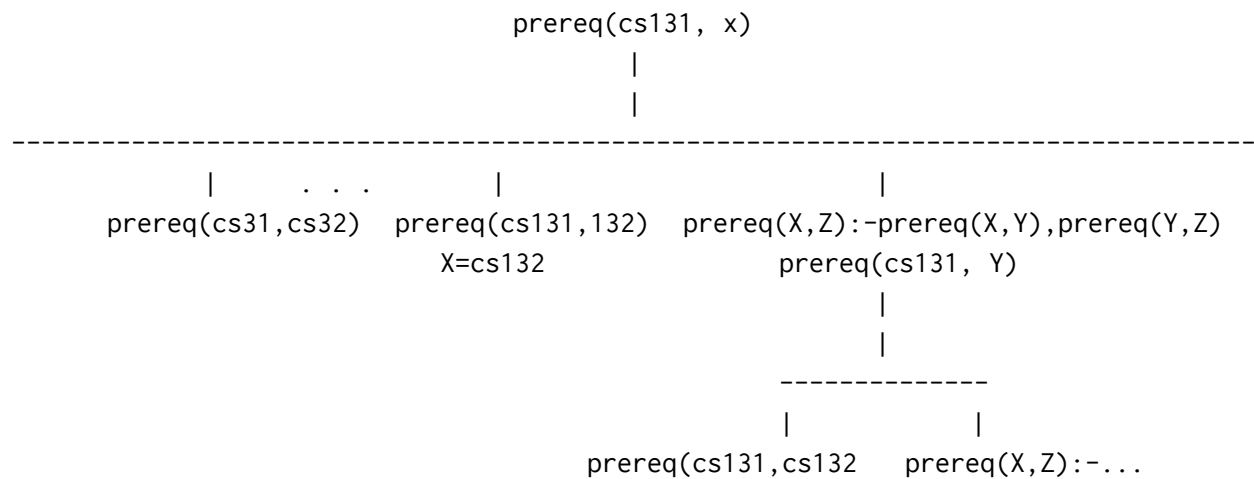 prereq(cs131, x)
|
|
-----------------------------------------------------------------------------------
| . . . | |
prereq(cs31,cs32) prereq(cs131,132) prereq(X,Z):-prereq(X,Y),prereq(Y,Z)
X=cs132 prereq(cs131, Y)
|
|
--------------
| |
prereq(cs131,cs132 prereq(X,Z):-...